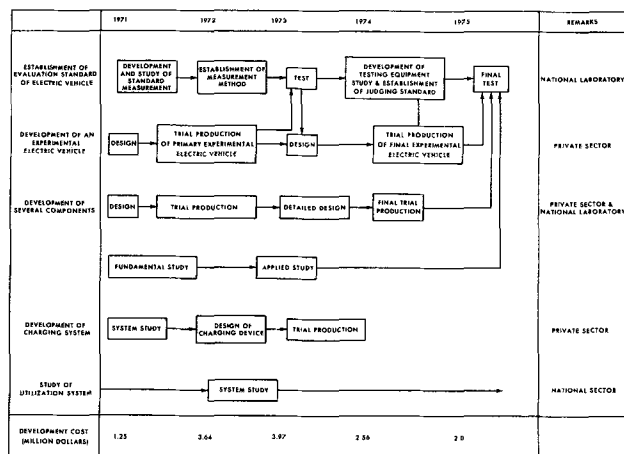 1971 1972 1973 1974 1975 REMARKS
ESTABLISHMENT OF
EVALUATION STANDARD
OF ELECTRIC VEHICLE
DEVELOPMENT
AND STUDY OF
STANDARD
MEASUREMENT
ESTABLISHMENT OF
MEASUREMENT
METHOD
TEST
DEVELOPMENT OF
TESTING EQUIPMENT
STUDY & ESTABLISHMENT
OF JUDGING STANDARD
FINAL
TEST
NATIONAL LABORATORY
DEVELOPMENT OF AN
EXPERIMENTAL
ELECTRIC VEHICLE
DESIGN
TRIAL PRODUCTION
OF PRIMARY EXPERIMENTAL
ELECTRIC VEHICLE
DESIGN
TRIAL PRODUCTION
OF FINAL EXPERIMENTAL
ELECTRIC VEHICLE
PRIVATE SECTOR
DEVELOPMENT OF
SEVERAL COMPONENTS
DESIGN
TRIAL PRODUCTION
DETAILED DESIGN
FINAL TRIAL
PRODUCTION
PRIVATE SECTOR &
NATIONAL LABORATORY
FUNDAMENTAL STUDY
APPLIED STUDY
DEVELOPMENT OF
CHARGING SYSTEM
SYSTEM STUDY
DESIGN OF
CHARGING DEVICE
TRIAL PRODUCTION
PRIVATE SECTOR
STUDY OF
UTILIZATION SYSTEM
SYSTEM STUDY
NATIONAL SECTOR
DEVELOPMENT COST
(MILLION DOLLARS)
1.25 3.64 3.97 2.56 2.0